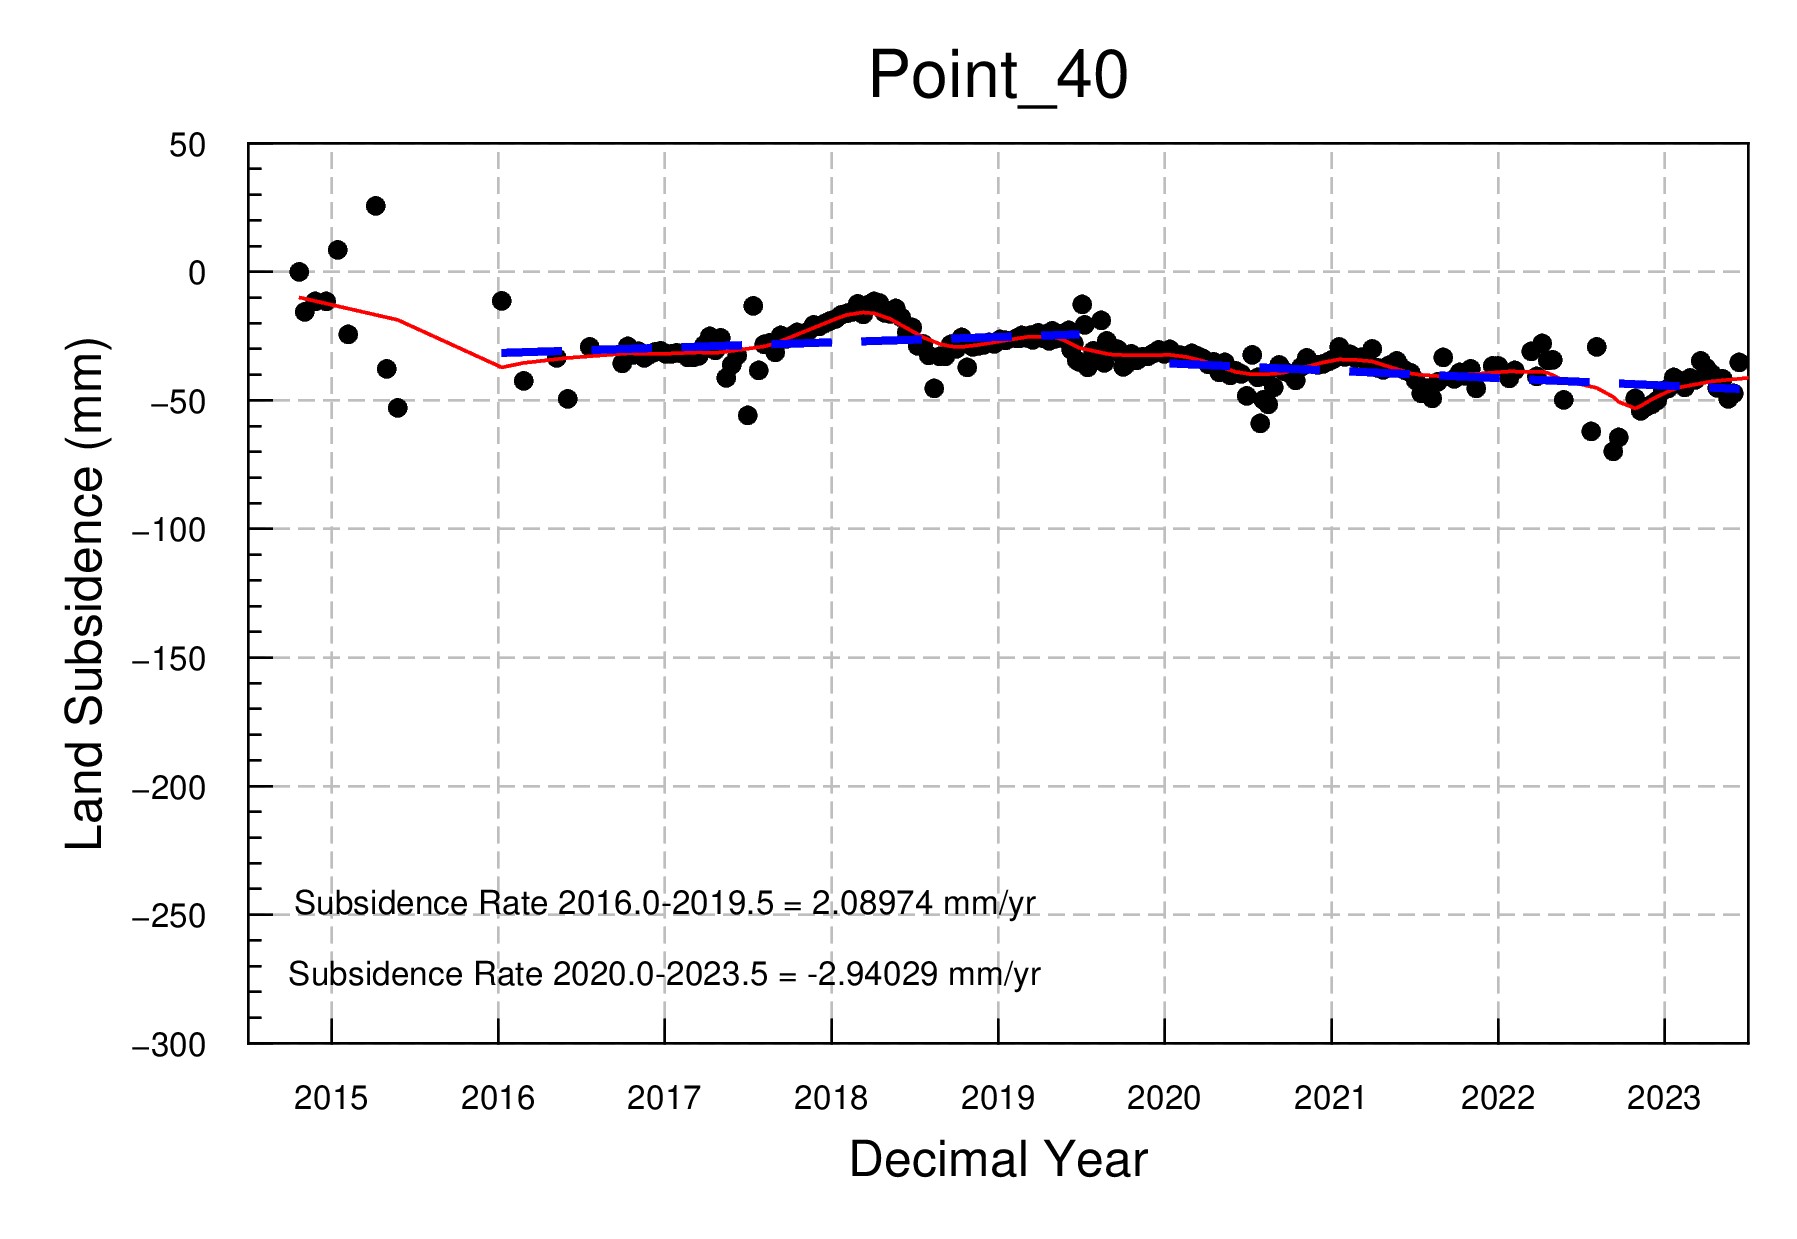 Point_40
50
0
−50
−100
−150
−200
−250
−300
Land Subsidence (mm)
Subsidence Rate 2016.0-2019.5 = 2.08974 mm/yr
Subsidence Rate 2020.0-2023.5 = -2.94029 mm/yr
2015 2016 2017 2018 2019 2020 2021 2022 2023
Decimal Year